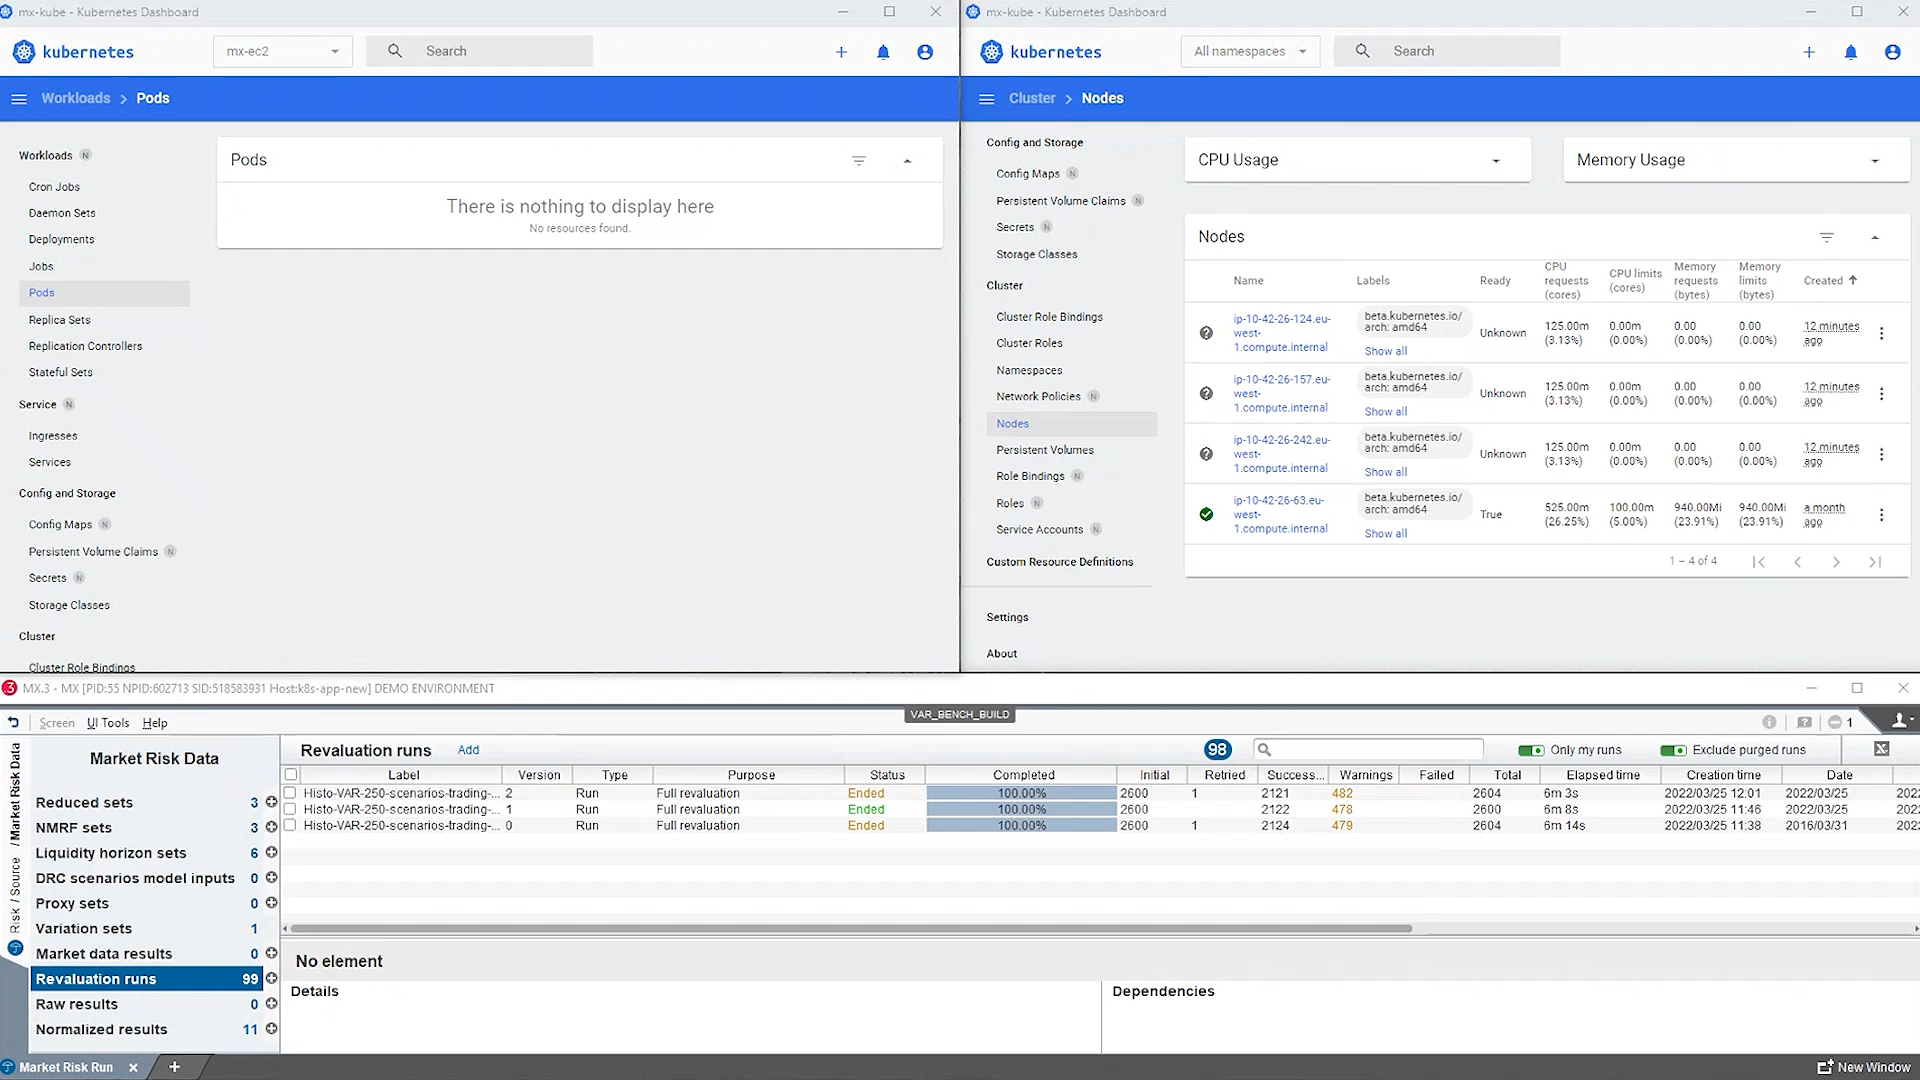 mx-kube - Kubernetes Dashboard
kubernetes
mx-ec2
Search
Workloads > Pods
Workloads N
Cron Jobs
Daemon Sets
Deployments
Jobs
Pods
Replica Sets
Replication Controllers
Stateful Sets
Service N
Ingresses
Services
Config and Storage
Config Maps N
Persistent Volume Claims N
Secrets N
Storage Classes
Cluster
Cluster Role Bindings
Pods
There is nothing to display here
No resources found.
mx-kube - Kubernetes Dashboard
kubernetes
All namespaces
Search
Cluster > Nodes
Config and Storage
Config Maps N
Persistent Volume Claims N
Secrets N
Storage Classes
Cluster
Cluster Role Bindings
Cluster Roles
Namespaces
Network Policies N
Nodes
Persistent Volumes
Role Bindings N
Roles N
Service Accounts N
Custom Resource Definitions
Settings
About
CPU Usage
Memory Usage
Nodes
Name Labels Ready CPU requests (cores) CPU limits (cores) Memory requests (bytes) Memory limits (bytes) Created
ip-10-42-26-124.eu-west-1.compute.internal beta.kubernetes.io/arch: amd64 Show all Unknown 125.00m (3.13%) 0.00m (0.00%) 0.00 (0.00%) 0.00 (0.00%) 12 minutes ago
ip-10-42-26-157.eu-west-1.compute.internal beta.kubernetes.io/arch: amd64 Show all Unknown 125.00m (3.13%) 0.00m (0.00%) 0.00 (0.00%) 0.00 (0.00%) 12 minutes ago
ip-10-42-26-242.eu-west-1.compute.internal beta.kubernetes.io/arch: amd64 Show all Unknown 125.00m (3.13%) 0.00m (0.00%) 0.00 (0.00%) 0.00 (0.00%) 12 minutes ago
ip-10-42-26-63.eu-west-1.compute.internal beta.kubernetes.io/arch: amd64 Show all True 525.00m (26.25%) 100.00m (5.00%) 940.00Mi (23.91%) 940.00Mi (23.91%) a month ago
1 – 4 of 4
3 MX.3 - MX [PID:55 NPID:602713 SID:518583931 Host:k8s-app-new] DEMO ENVIRONMENT
Screen UI Tools Help
VAR_BENCH_BUILD
1
Risk / Source / Market Risk Data
Market Risk Data
Reduced sets 3
NMRF sets 3
Liquidity horizon sets 6
DRC scenarios model inputs 0
Proxy sets 0
Variation sets 1
Market data results 0
Revaluation runs 99
Raw results 0
Normalized results 11
Revaluation runs Add 98 Only my runs Exclude purged runs
Label Version Type Purpose Status Completed Initial Retried Success... Warnings Failed Total Elapsed time Creation time Date
Histo-VAR-250-scenarios-trading-... 2 Run Full revaluation Ended 100.00% 2600 1 2121 482 2604 6m 3s 2022/03/25 12:01 2022/03/25 2022
Histo-VAR-250-scenarios-trading-... 1 Run Full revaluation Ended 100.00% 2600 2122 478 2600 6m 8s 2022/03/25 11:46 2022/03/25 2022
Histo-VAR-250-scenarios-trading-... 0 Run Full revaluation Ended 100.00% 2600 1 2124 479 2604 6m 14s 2022/03/25 11:38 2016/03/31 2022
No element
Details
Dependencies
Market Risk Run
New Window